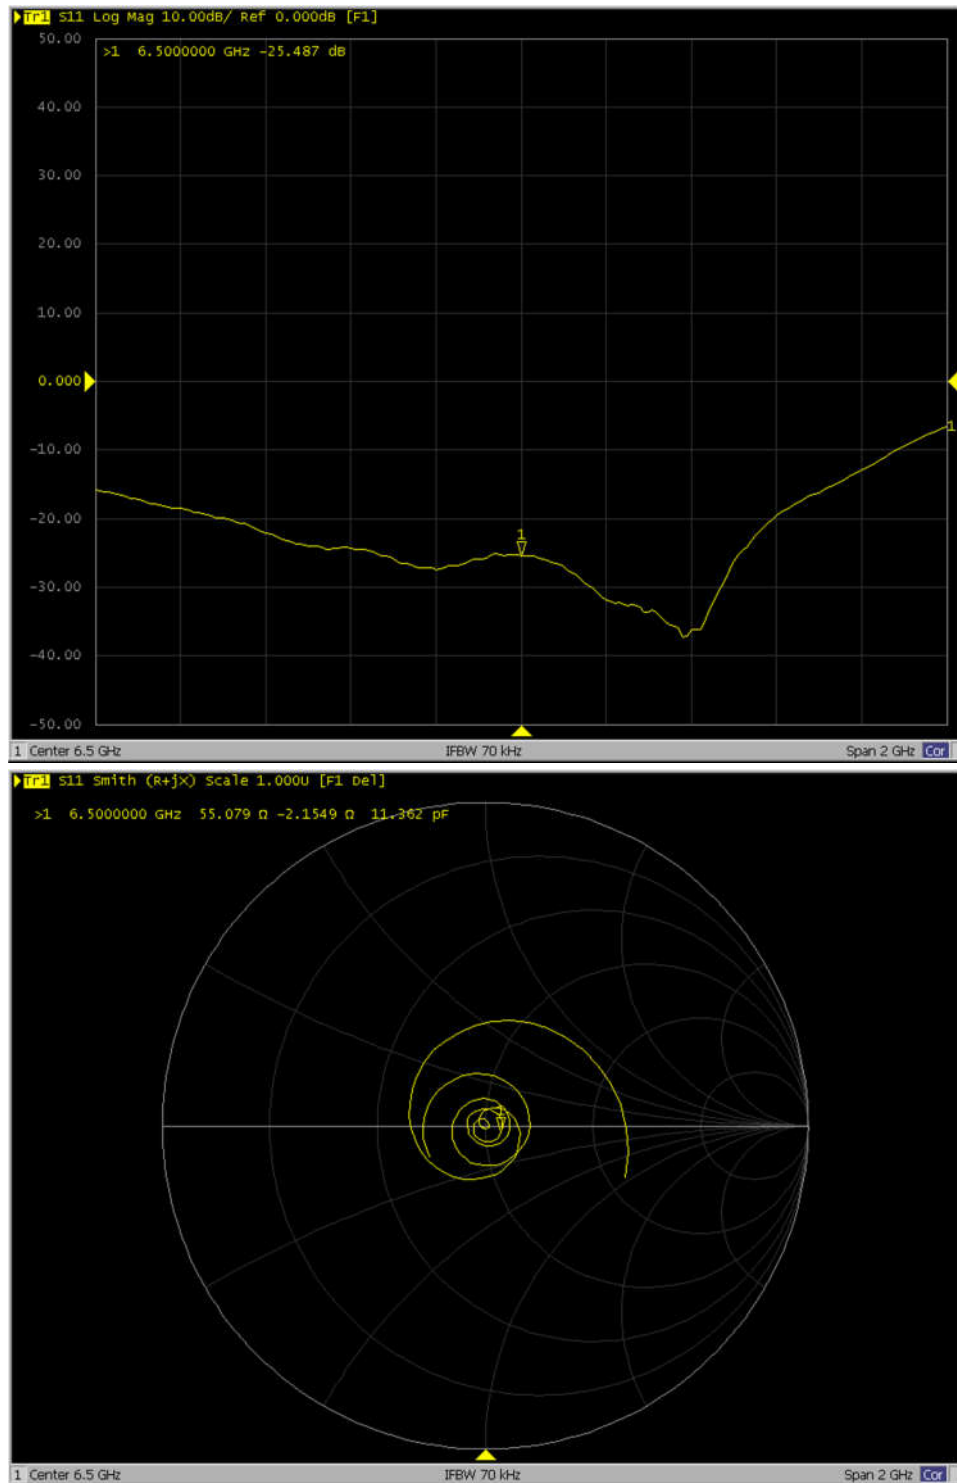 Tr1 S11 Log Mag 10.00dB/ Ref 0.000dB [F1]
50.00
>1 6.5000000 GHz -25.487 dB
40.00
30.00
20.00
10.00
0.000
-10.00
1
-20.00
1
-30.00
-40.00
-50.00
1 Center 6.5 GHz IFBW 70 kHz Span 2 GHz Cor
Tr1 S11 Smith (R+jX) Scale 1.000U [F1 Del]
>1 6.5000000 GHz 55.079 Ω -2.1549 Ω 11.362 pF
1 Center 6.5 GHz IFBW 70 kHz Span 2 GHz Cor